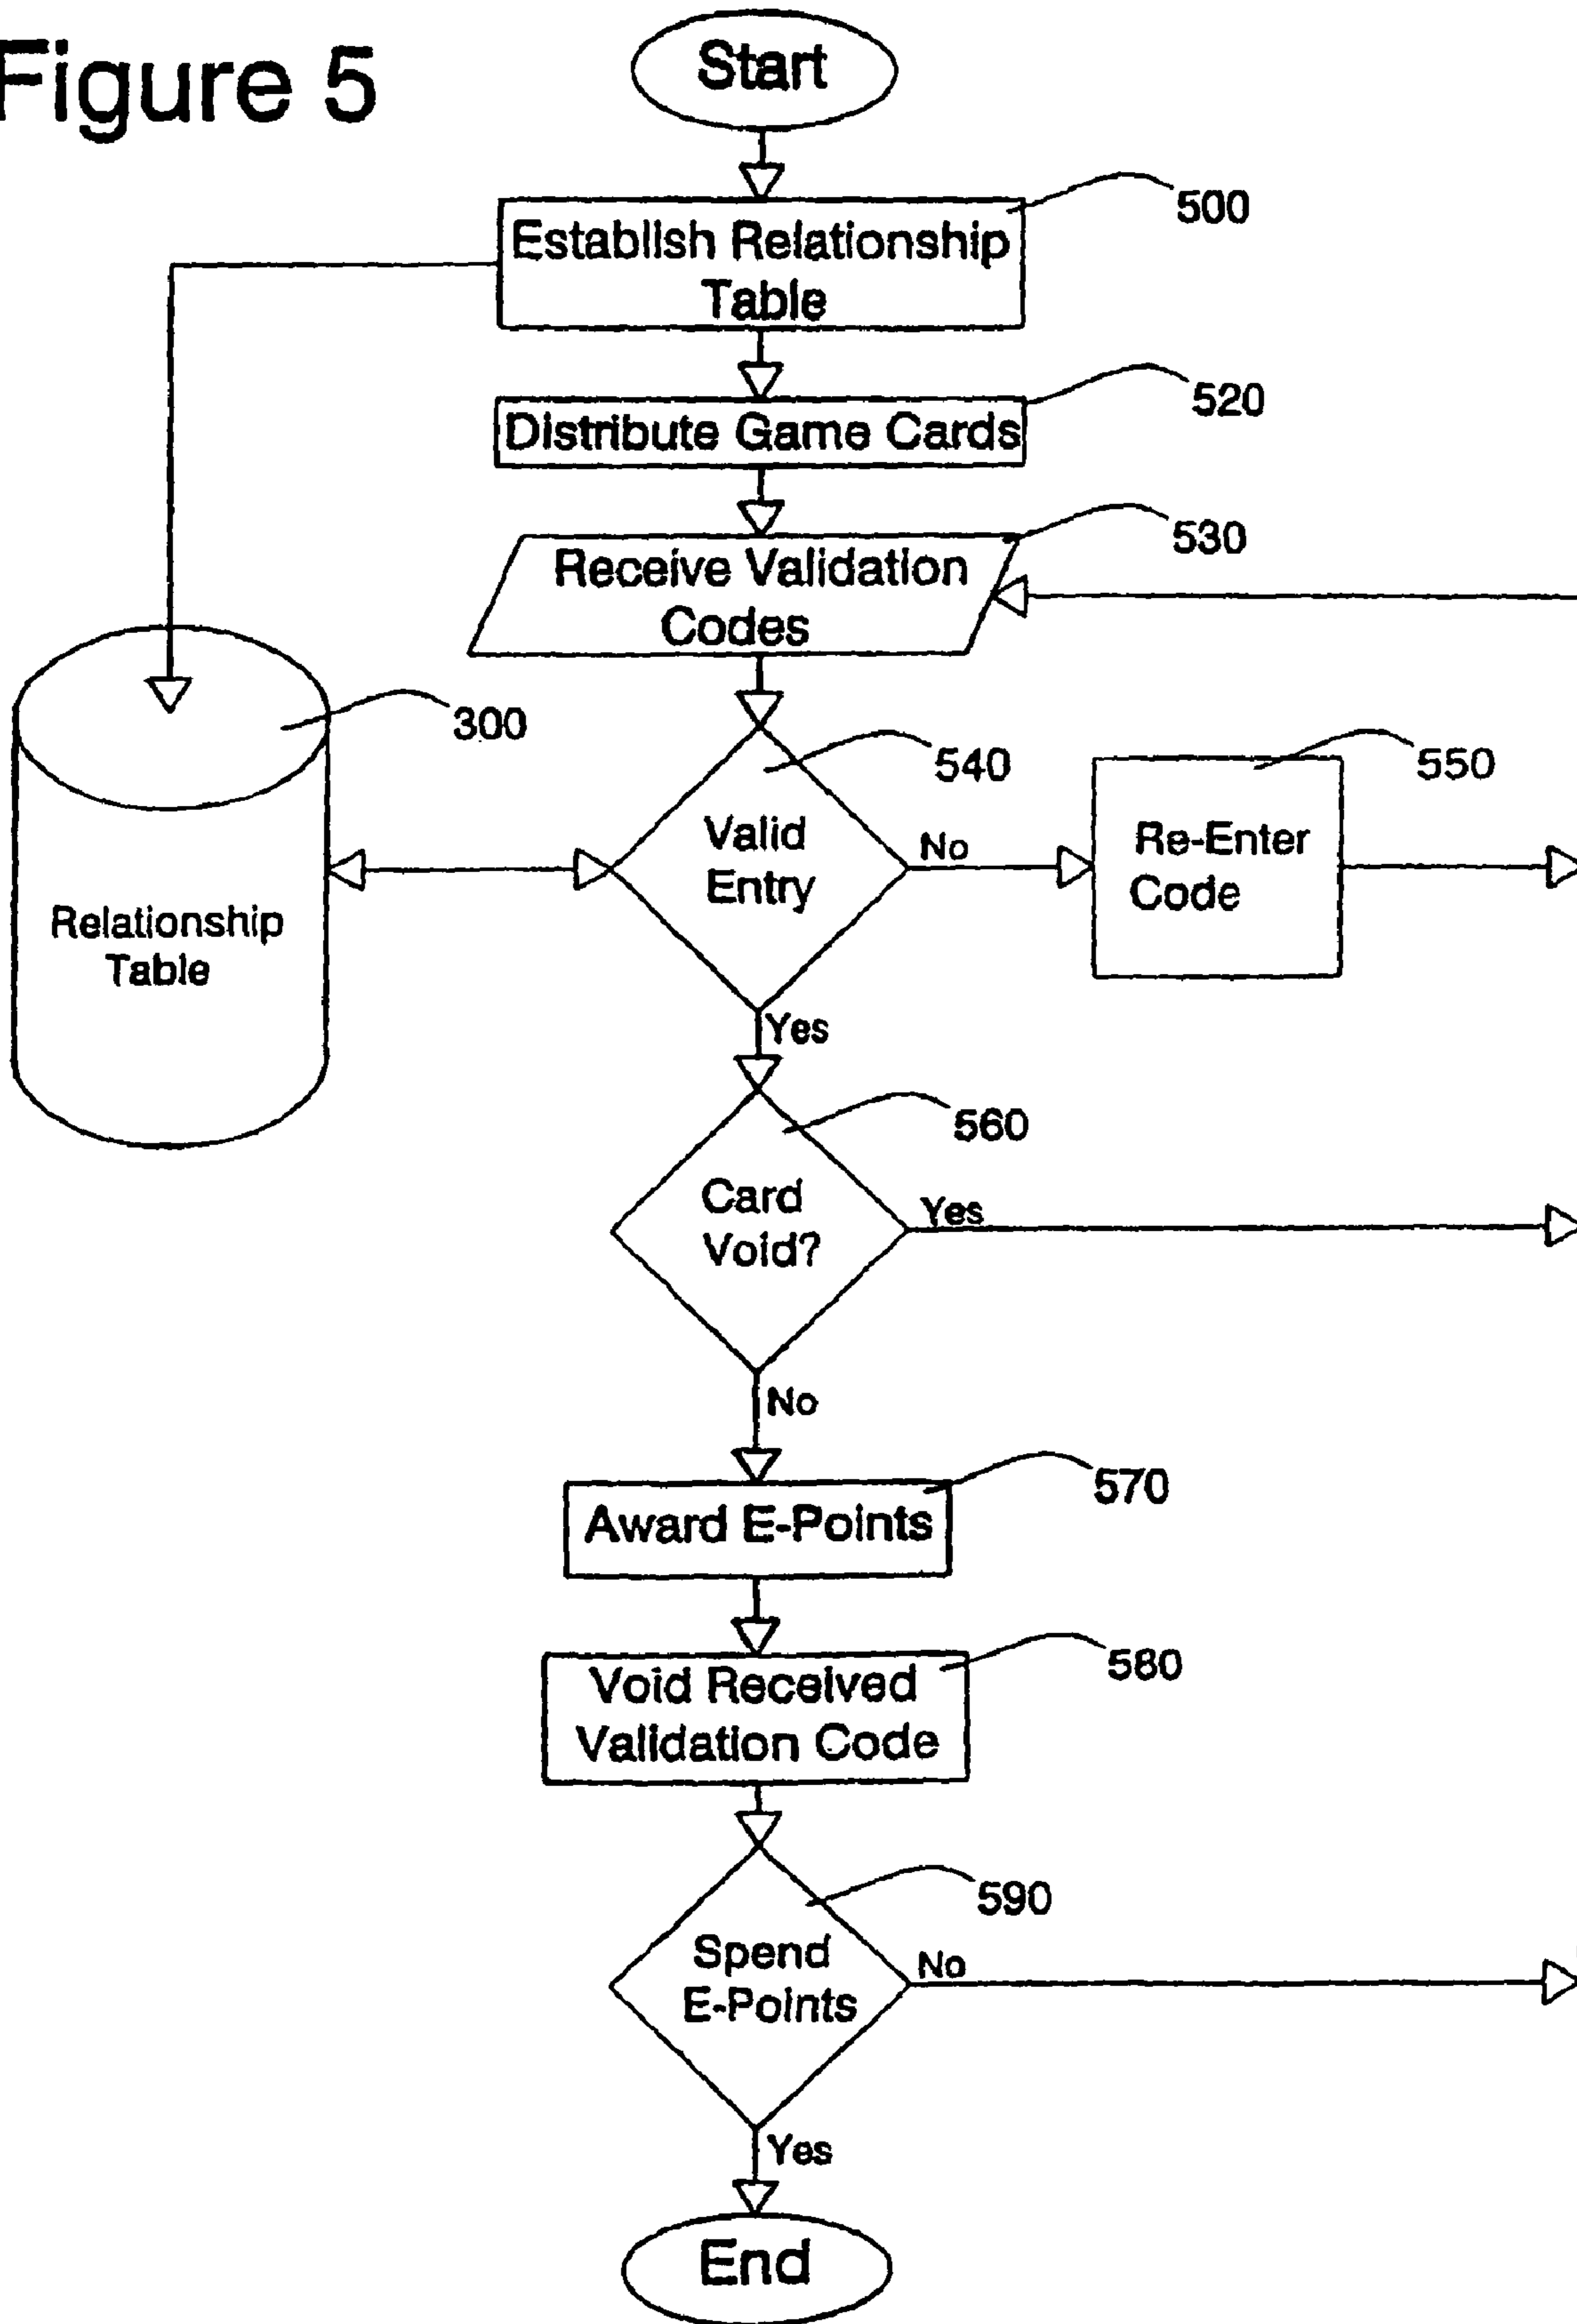 Figure 5
Start
500
Establish Relationship
Table
520
Distribute Game Cards
530
Receive Validation
Codes
300
540
550
Valid
Entry
No
Re-Enter
Code
Relationship
Table
Yes
560
Card
Void?
Yes
No
570
Award E-Points
580
Void Received
Validation Code
590
Spend
E-Points
No
Yes
End